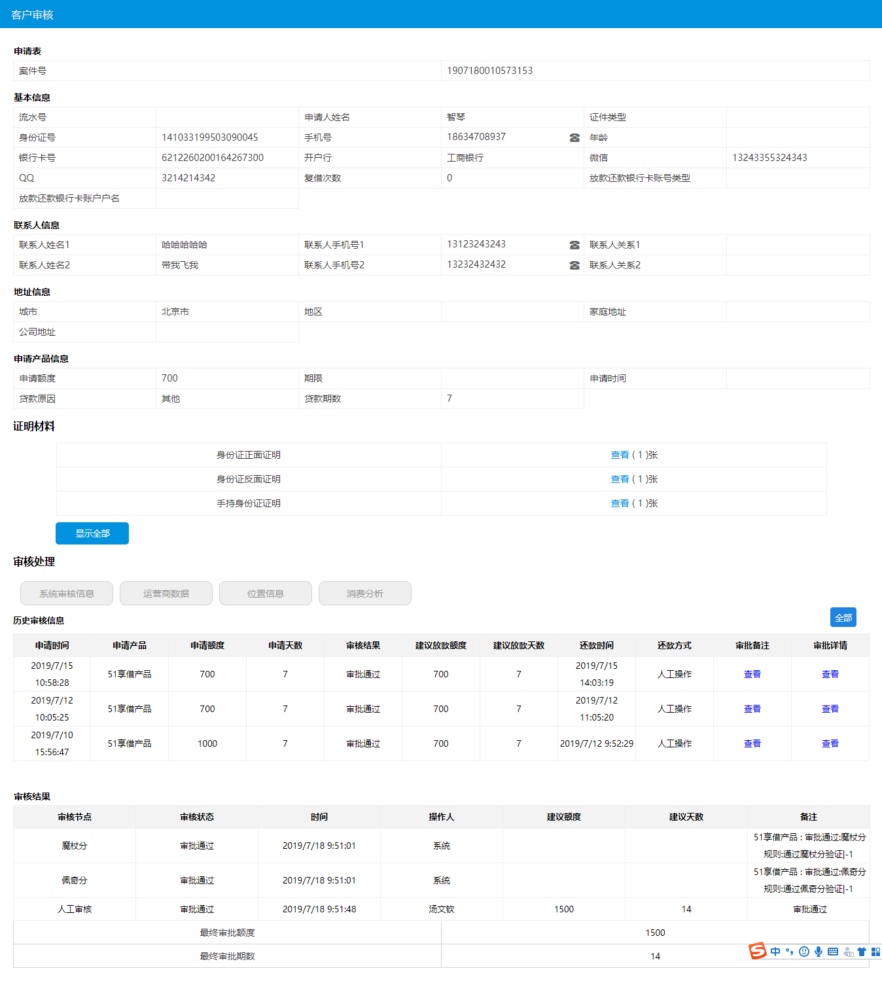 客户审核
申请表
案件号 1907180010573153
基本信息
流水号 申请人姓名 智琴 证件类型
身份证号 141033199503090045 手机号 18634708937 年龄
银行卡号 6212260200164267300 开户行 工商银行 微信 13243355324343
QQ 3214214342 复借次数 0 放款还款银行卡账号类型
放款还款银行卡账户户名
联系人信息
联系人姓名1 哈哈哈哈哈 联系人手机号1 13123243243 联系人关系1
联系人姓名2 带我飞我 联系人手机号2 13232432432 联系人关系2
地址信息
城市 北京市 地区 家庭地址
公司地址
申请产品信息
申请额度 700 期限 申请时间
贷款原因 其他 贷款期数 7
证明材料
身份证正面证明 查看 ( 1 )张
身份证反面证明 查看 ( 1 )张
手持身份证证明 查看 ( 1 )张
显示全部
审核处理
系统审核信息 运营商数据 位置信息 消费分析
历史审核信息 全部
申请时间 申请产品 申请额度 申请天数 审核结果 建议放款额度 建议放款天数 还款时间 还款方式 审批备注 审批详情
2019/7/15 10:58:28 51享借产品 700 7 审批通过 700 7 2019/7/15 14:03:19 人工操作 查看 查看
2019/7/12 10:05:25 51享借产品 700 7 审批通过 700 7 2019/7/12 11:05:20 人工操作 查看 查看
2019/7/10 15:56:47 51享借产品 1000 7 审批通过 700 7 2019/7/12 9:52:29 人工操作 查看 查看
审核结果
审核节点 审核状态 时间 操作人 建议额度 建议天数 备注
魔杖分 审批通过 2019/7/18 9:51:01 系统 51享借产品 : 审批通过:魔杖分规则:通过魔杖分验证|-1
佩奇分 审批通过 2019/7/18 9:51:01 系统 51享借产品 : 审批通过:佩奇分规则:通过佩奇分验证|-1
人工审核 审批通过 2019/7/18 9:51:48 汤文钦 1500 14 审批通过
最终审批额度 1500
最终审批期数 14
中